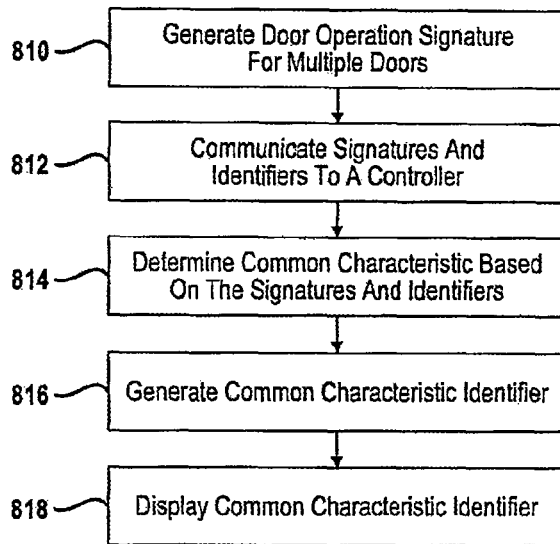 810
Generate Door Operation Signature
For Multiple Doors
812
Communicate Signatures And
Identifiers To A Controller
814
Determine Common Characteristic Based
On The Signatures And Identifiers
816
Generate Common Characteristic Identifier
818
Display Common Characteristic Identifier